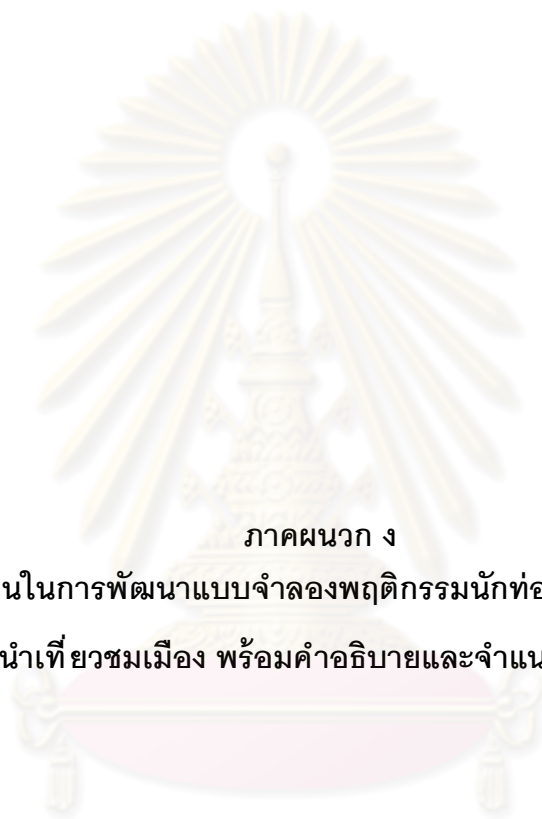 ภาคผนวก ง
นในการพัฒนาแบบจำลองพฤติกรรมนักท่อ
นำเที่ยวชมเมือง พร้อมคำอธิบายและจำแน